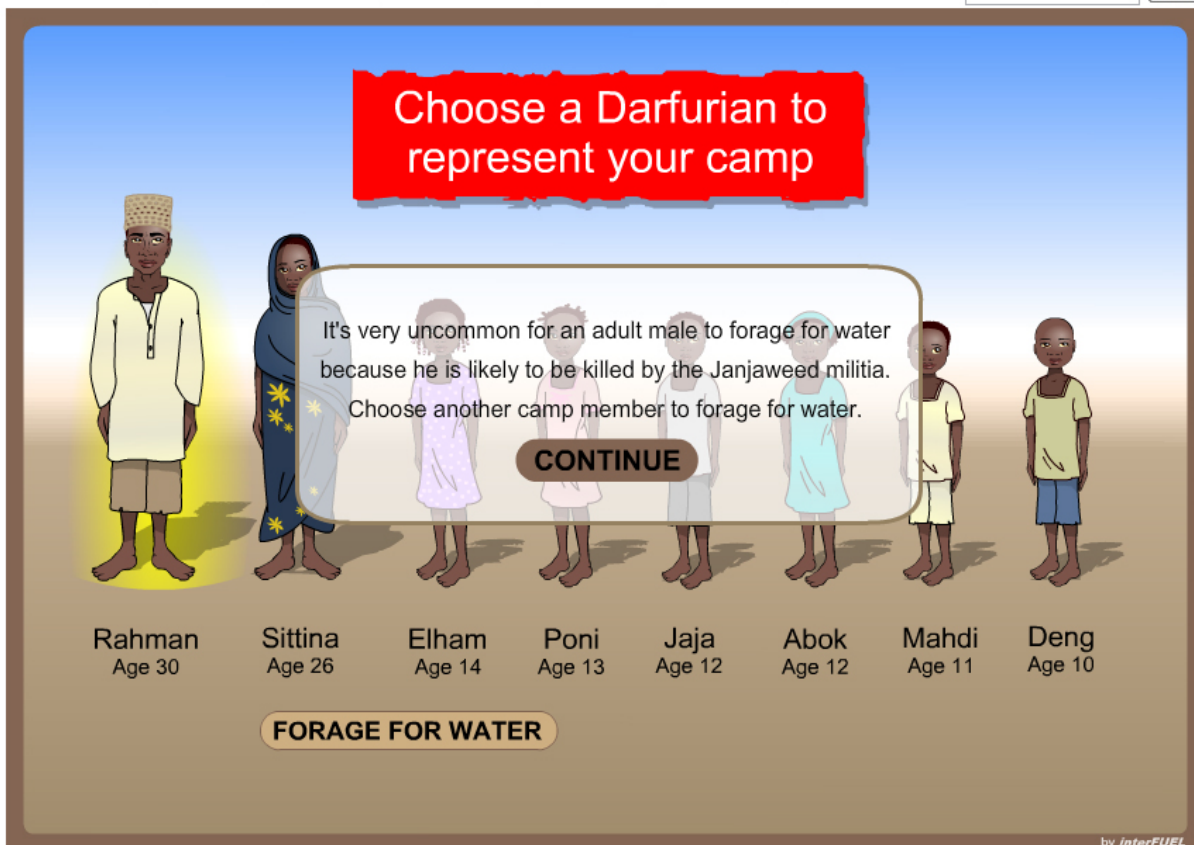 Choose a Darfurian to
represent your camp
It's very uncommon for an adult male to forage for water
because he is likely to be killed by the Janjaweed militia.
Choose another camp member to forage for water.
CONTINUE
Rahman Sittina Elham Poni Jaja Abok Mahdi Deng
Age 30 Age 26 Age 14 Age 13 Age 12 Age 12 Age 11 Age 10
FORAGE FOR WATER
by interFUEL